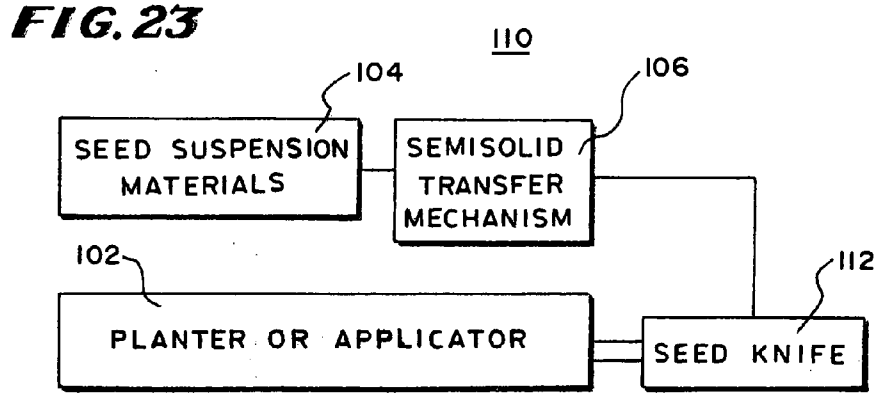 FIG. 23
110
104
106
SEED SUSPENSION
MATERIALS
SEMISOLID
TRANSFER
MECHANISM
102
112
PLANTER OR APPLICATOR
SEED KNIFE